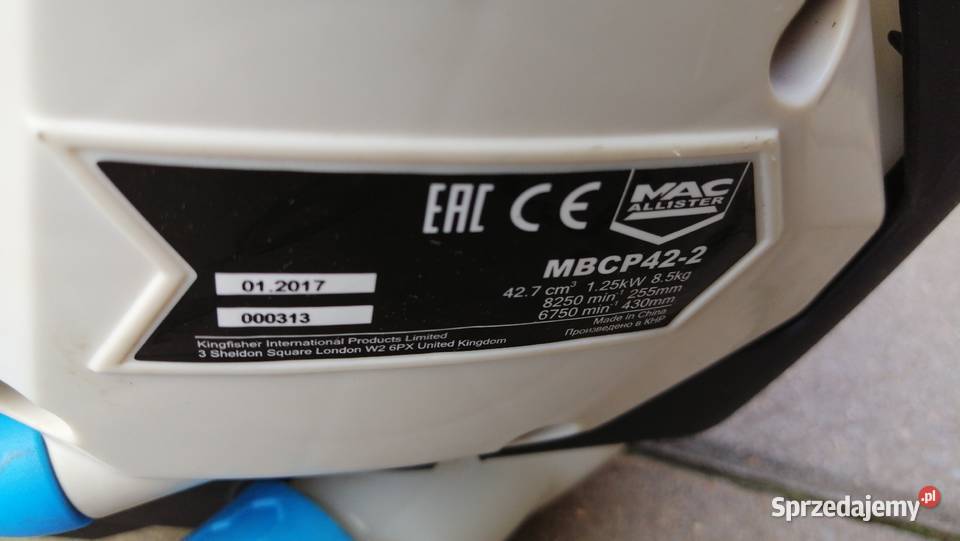 EAC CE MAC
ALLISTER
MBCP42-2
42.7 cm³ 1.25kW 8.5kg
8250 min⁻¹ 255mm
6750 min⁻¹ 430mm
Made in China
Произведено в КНР
01.2017
000313
Kingfisher International Products Limited
3 Sheldon Square London W2 6PX United Kingdom
Sprzedajemy.pl